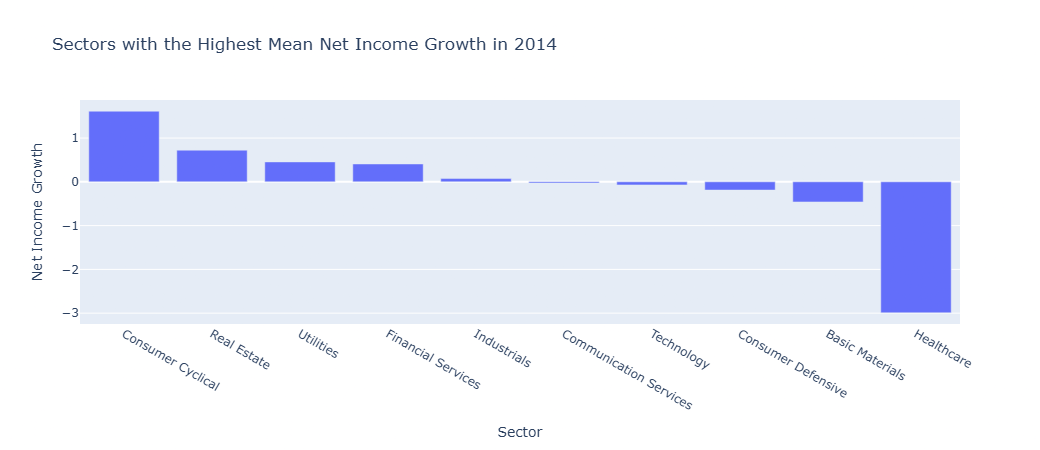 Sectors with the Highest Mean Net Income Growth in 2014
Net Income Growth
1
0
−1
−2
−3
Consumer Cyclical
Real Estate
Utilities
Financial Services
Industrials
Communication Services
Technology
Consumer Defensive
Basic Materials
Healthcare
Sector